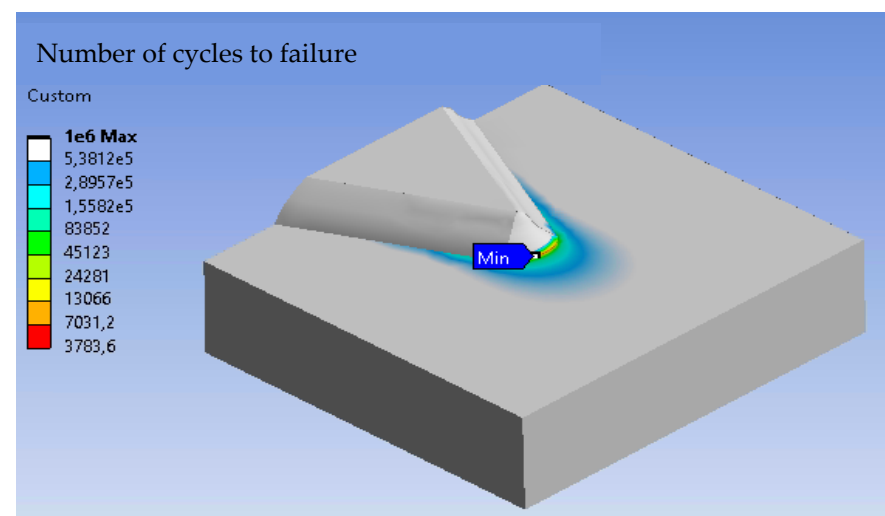 Number of cycles to failure
Custom
1e6 Max
5,3812e5
2,8957e5
1,5582e5
83852
45123
24281
13066
7031,2
3783,6
Min